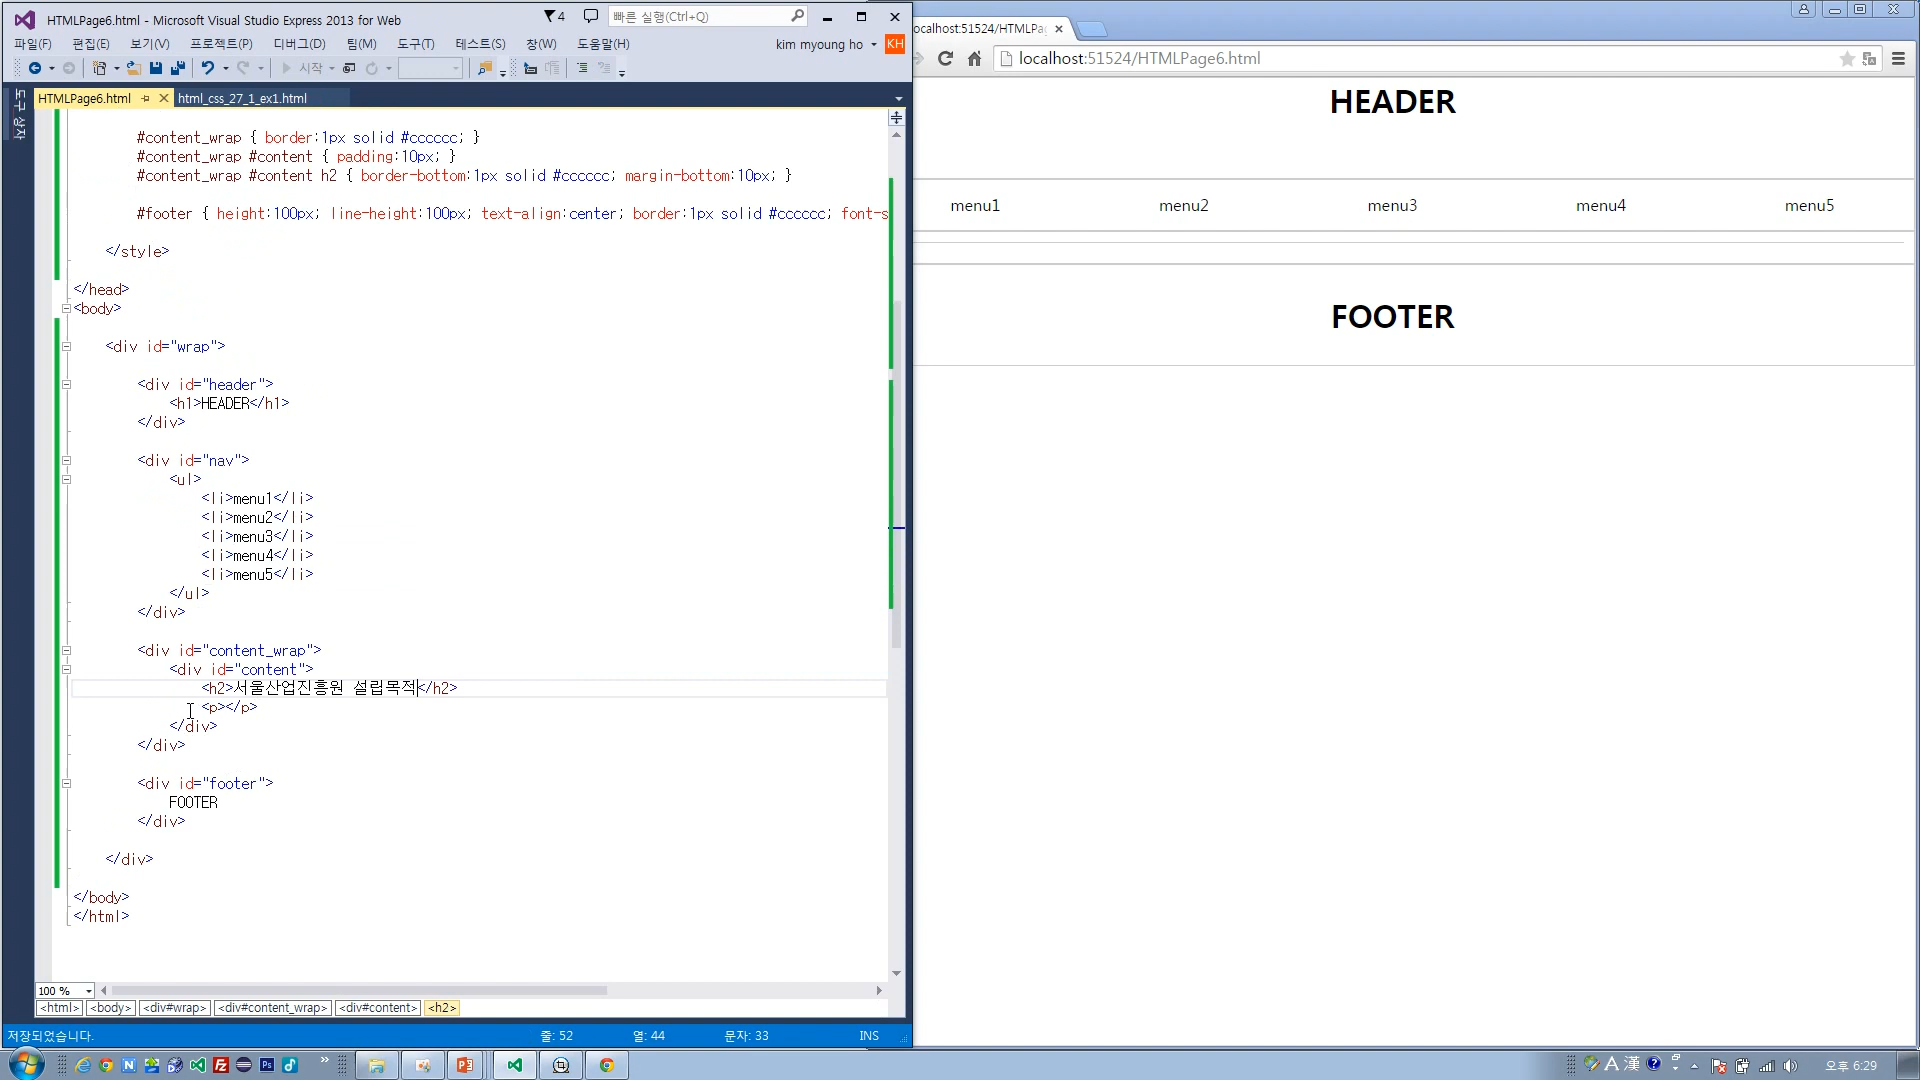 HTMLPage6.html - Microsoft Visual Studio Express 2013 for Web
4
빠른 실행(Ctrl+Q)
파일(F) 편집(E) 보기(V) 프로젝트(P) 디버그(D) 팀(M) 도구(T) 테스트(S) 창(W) 도움말(H)
kim myoung ho KH
시작
도구 상자
HTMLPage6.html html_css_27_1_ex1.html
#content_wrap { border:1px solid #cccccc; }
#content_wrap #content { padding:10px; }
#content_wrap #content h2 { border-bottom:1px solid #cccccc; margin-bottom:10px; }
#footer { height:100px; line-height:100px; text-align:center; border:1px solid #cccccc; font-s
</style>
</head>
<body>
<div id="wrap">
<div id="header">
<h1>HEADER</h1>
</div>
<div id="nav">
<ul>
<li>menu1</li>
<li>menu2</li>
<li>menu3</li>
<li>menu4</li>
<li>menu5</li>
</ul>
</div>
<div id="content_wrap">
<div id="content">
<h2>서울산업진흥원 설립목적</h2>
<p></p>
</div>
</div>
<div id="footer">
FOOTER
</div>
</div>
</body>
</html>
100 %
<html> <body> <div#wrap> <div#content_wrap> <div#content> <h2>
저장되었습니다. 줄: 52 열: 44 문자: 33 INS
ocalhost:51524/HTMLPa
localhost:51524/HTMLPage6.html
HEADER
menu1 menu2 menu3 menu4 menu5
FOOTER
A 漢
오후 6:29